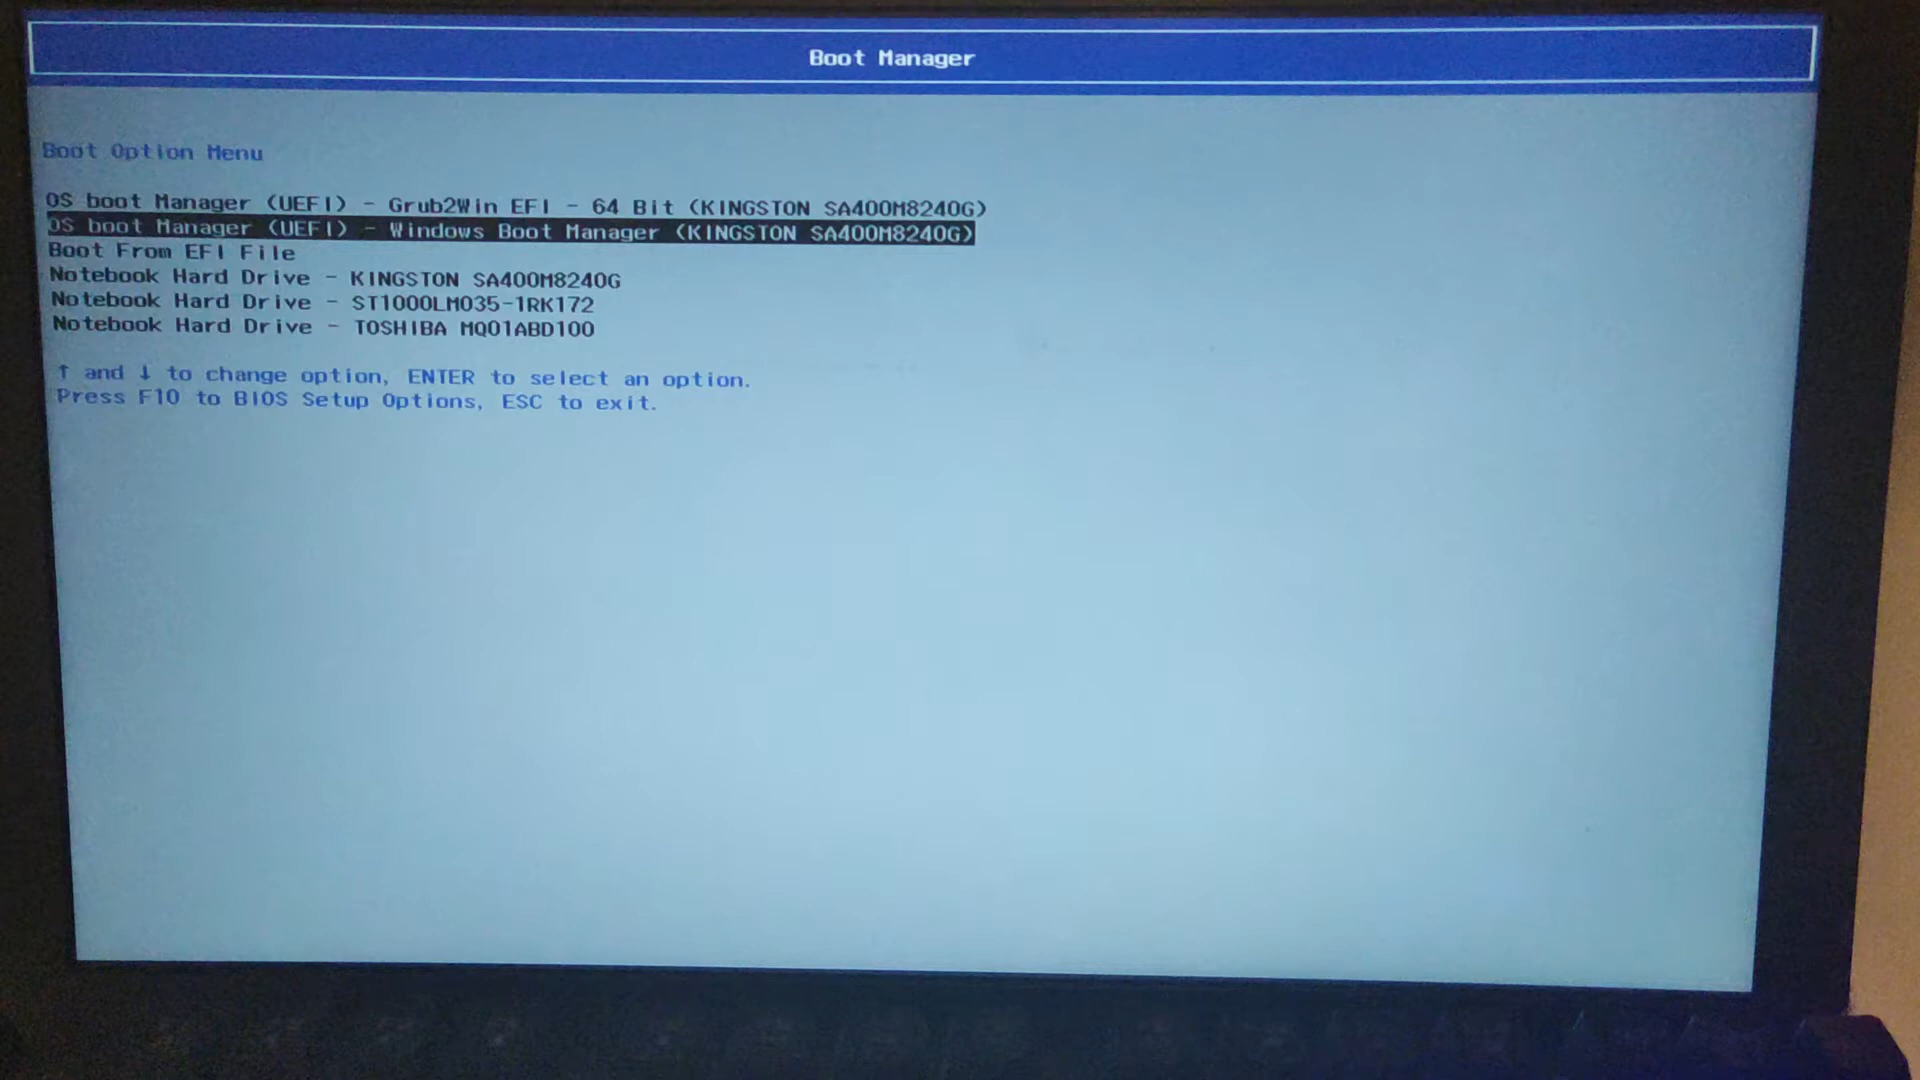 Boot Manager
Boot Option Menu
OS boot Manager (UEFI) - Grub2Win EFI - 64 Bit (KINGSTON SA400M8240G)
OS boot Manager (UEFI) - Windows Boot Manager (KINGSTON SA400M8240G)
Boot From EFI File
Notebook Hard Drive - KINGSTON SA400M8240G
Notebook Hard Drive - ST1000LM035-1RK172
Notebook Hard Drive - TOSHIBA MQ01ABD100
↑ and ↓ to change option, ENTER to select an option.
Press F10 to BIOS Setup Options, ESC to exit.